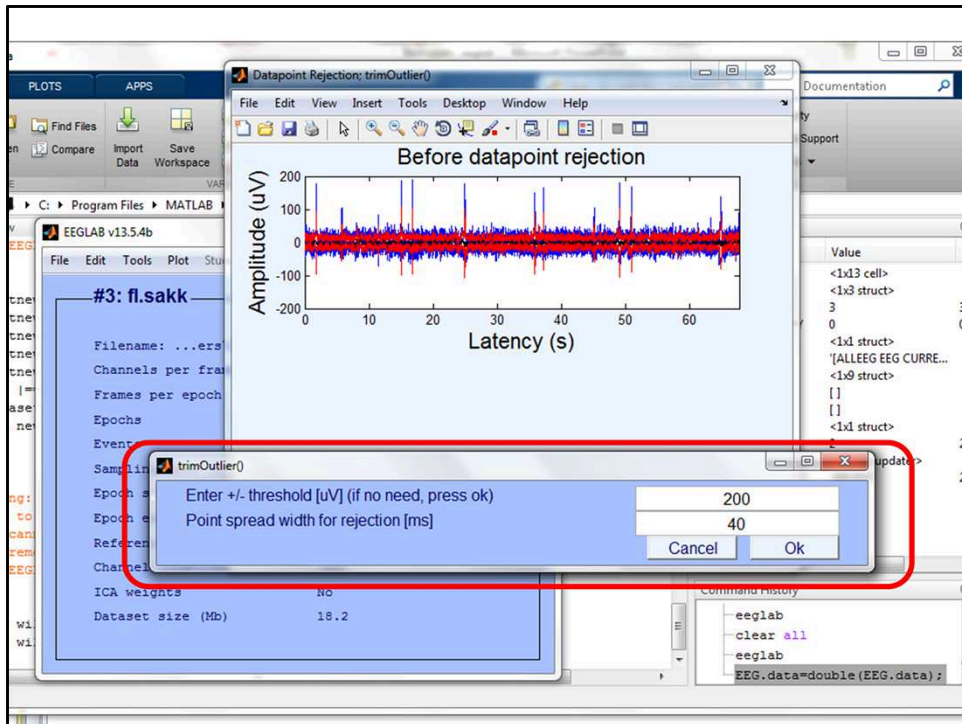 PLOTS
APPS
Documentation
Find Files
Compare
Import
Data
Save
Workspace
Support
C: ▸ Program Files ▸ MATLAB
Datapoint Rejection; trimOutlier()
File Edit View Insert Tools Desktop Window Help
Before datapoint rejection
Amplitude (uV)
200
100
0
-100
-200
0 10 20 30 40 50 60
Latency (s)
EEGLAB v13.5.4b
File Edit Tools Plot
#3: fl.sakk
Filename: ...ers
Channels per
Frames per epoch
Epochs
Events
ICA weights No
Dataset size (Mb) 18.2
trimOutlier()
Enter +/- threshold [uV] (if no need, press ok) 200
Point spread width for rejection [ms] 40
Cancel Ok
Value
<1x13 cell>
<1x3 struct>
3
0
<1x1 struct>
'[ALLEEG EEG CURRE...
<1x9 struct>
[ ]
[ ]
<1x1 struct>
Command History
eeglab
clear all
eeglab
EEG.data=double(EEG.data);